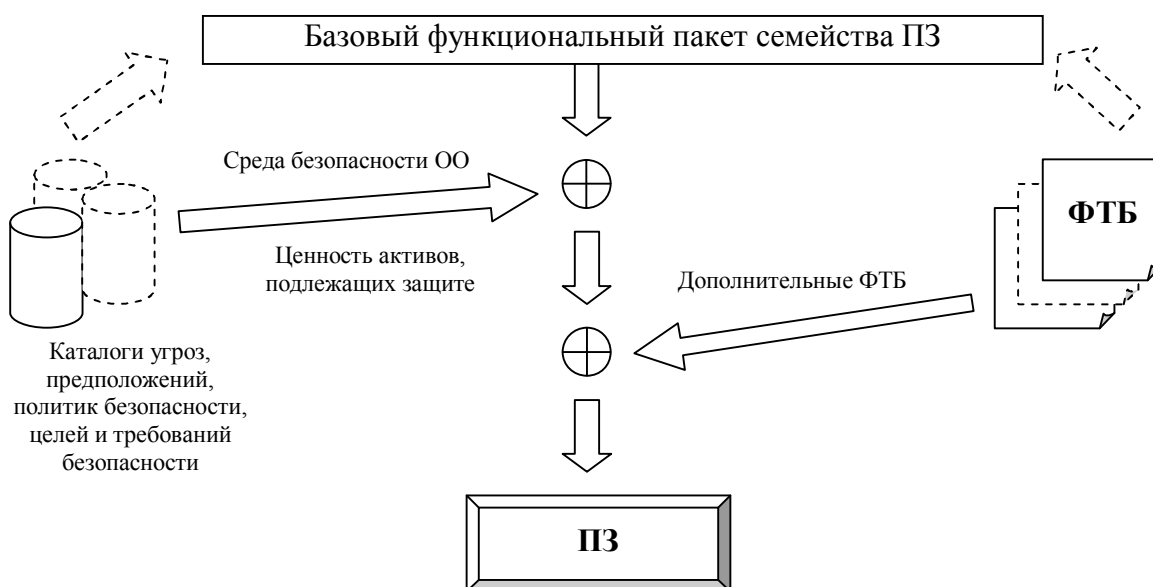 Базовый функциональный пакет семейства ПЗ
Среда безопасности ОО
ФТБ
Ценность активов,
подлежащих защите
Дополнительные ФТБ
Каталоги угроз,
предположений,
политик безопасности,
целей и требований
безопасности
ПЗ